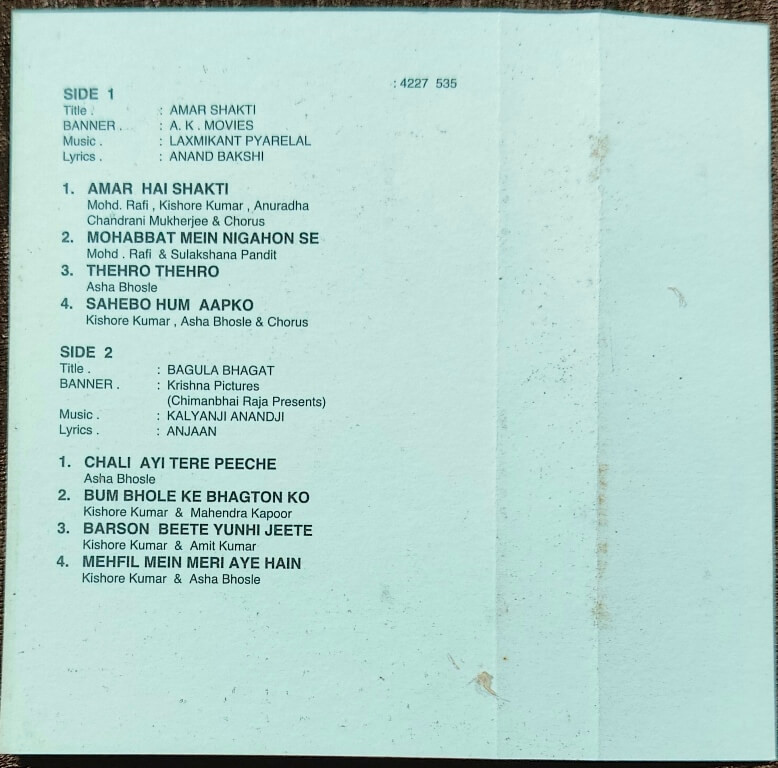 : 4227 535
SIDE 1
Title . : AMAR SHAKTI
BANNER . : A. K . MOVIES
Music . : LAXMIKANT PYARELAL
Lyrics . : ANAND BAKSHI
1. AMAR HAI SHAKTI
Mohd. Rafi , Kishore Kumar , Anuradha
Chandrani Mukherjee & Chorus
2. MOHABBAT MEIN NIGAHON SE
Mohd . Rafi & Sulakshana Pandit
3. THEHRO THEHRO
Asha Bhosle
4. SAHEBO HUM AAPKO
Kishore Kumar , Asha Bhosle & Chorus
SIDE 2
Title . : BAGULA BHAGAT
BANNER . : Krishna Pictures
(Chimanbhai Raja Presents)
Music . : KALYANJI ANANDJI
Lyrics . : ANJAAN
1. CHALI AYI TERE PEECHE
Asha Bhosle
2. BUM BHOLE KE BHAGTON KO
Kishore Kumar & Mahendra Kapoor
3. BARSON BEETE YUNHI JEETE
Kishore Kumar & Amit Kumar
4. MEHFIL MEIN MERI AYE HAIN
Kishore Kumar & Asha Bhosle